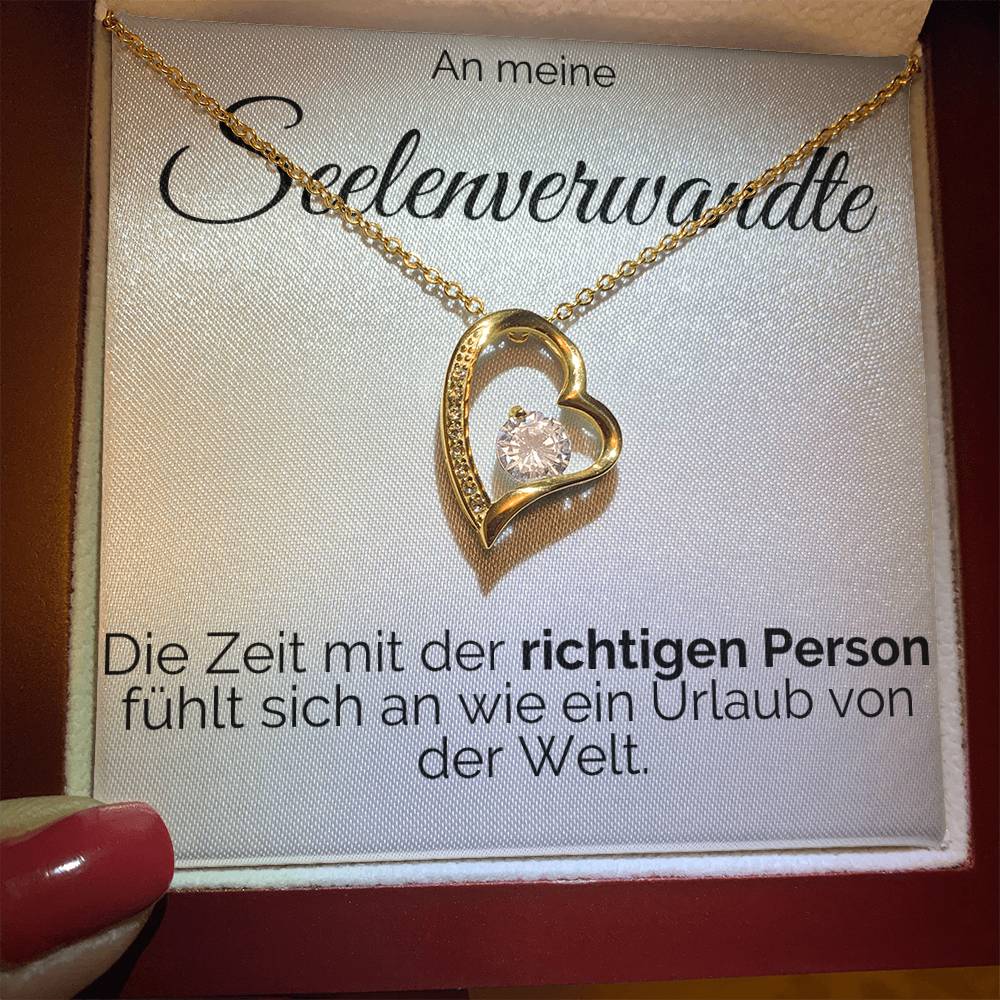 An meine
Seelenverwandte
Die Zeit mit der richtigen Person
fühlt sich an wie ein Urlaub von
der Welt.